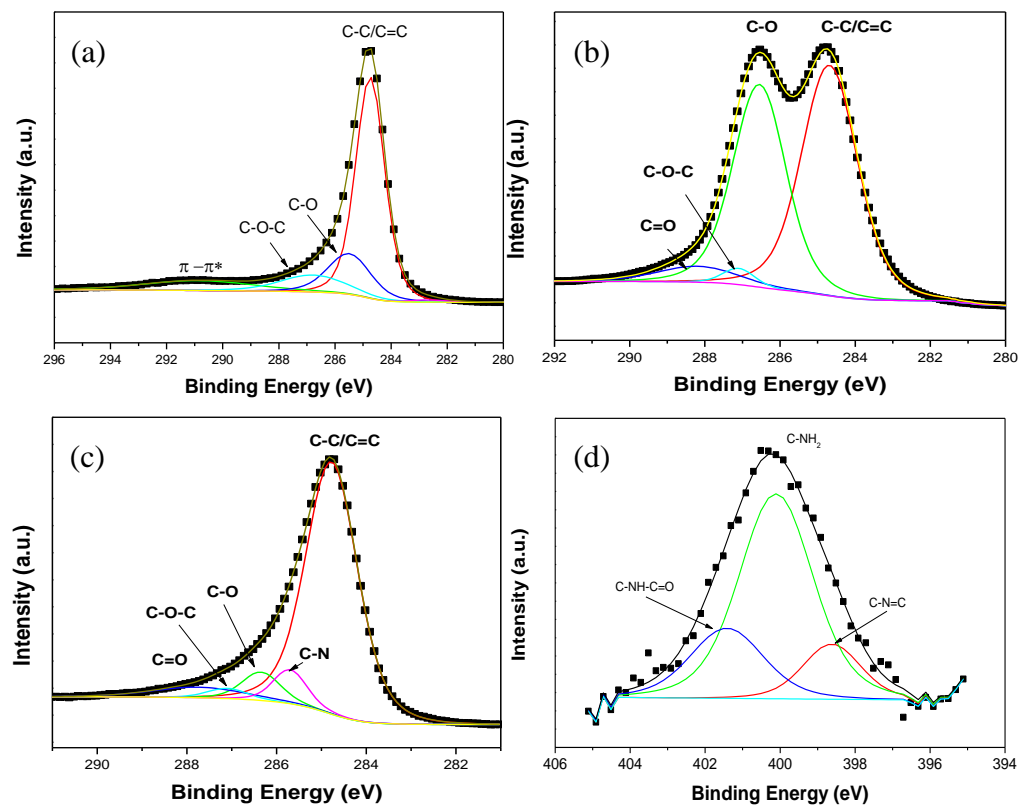 (a)
C-C/C=C
C-O
C-O-C
π –π*
Intensity (a.u.)
296 294 292 290 288 286 284 282 280
Binding Energy (eV)
(b)
C-O
C-C/C=C
C-O-C
C=O
Intensity (a.u.)
292 290 288 286 284 282 280
Binding Energy (eV)
(c)
C-C/C=C
C-O
C-O-C
C=O
C-N
Intensity (a.u.)
290 288 286 284 282
Binding Energy (eV)
(d)
C-NH₂
C-NH-C=O
C-N=C
Intensity (a.u.)
406 404 402 400 398 396 394
Binding Energy (eV)